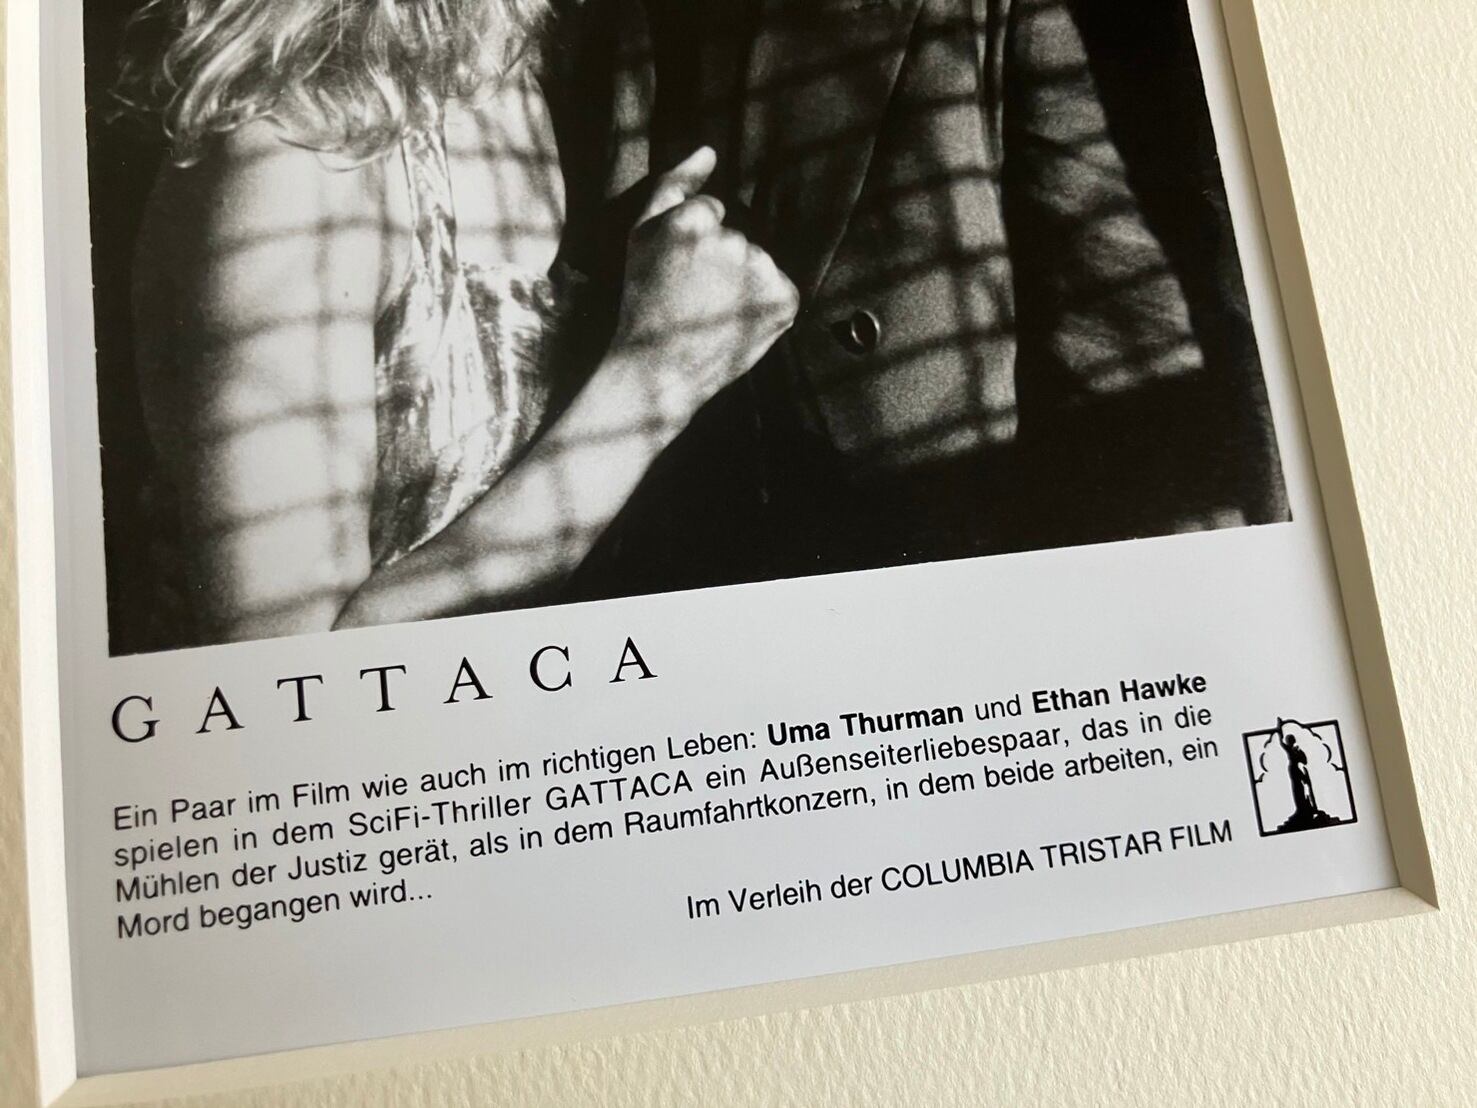 GATTACA
Ein Paar im Film wie auch im richtigen Leben: Uma Thurman und Ethan Hawke
spielen in dem SciFi-Thriller GATTACA ein Außenseiterliebespaar, das in die
Mühlen der Justiz gerät, als in dem Raumfahrtkonzern, in dem beide arbeiten, ein
Mord begangen wird...
Im Verleih der COLUMBIA TRISTAR FILM